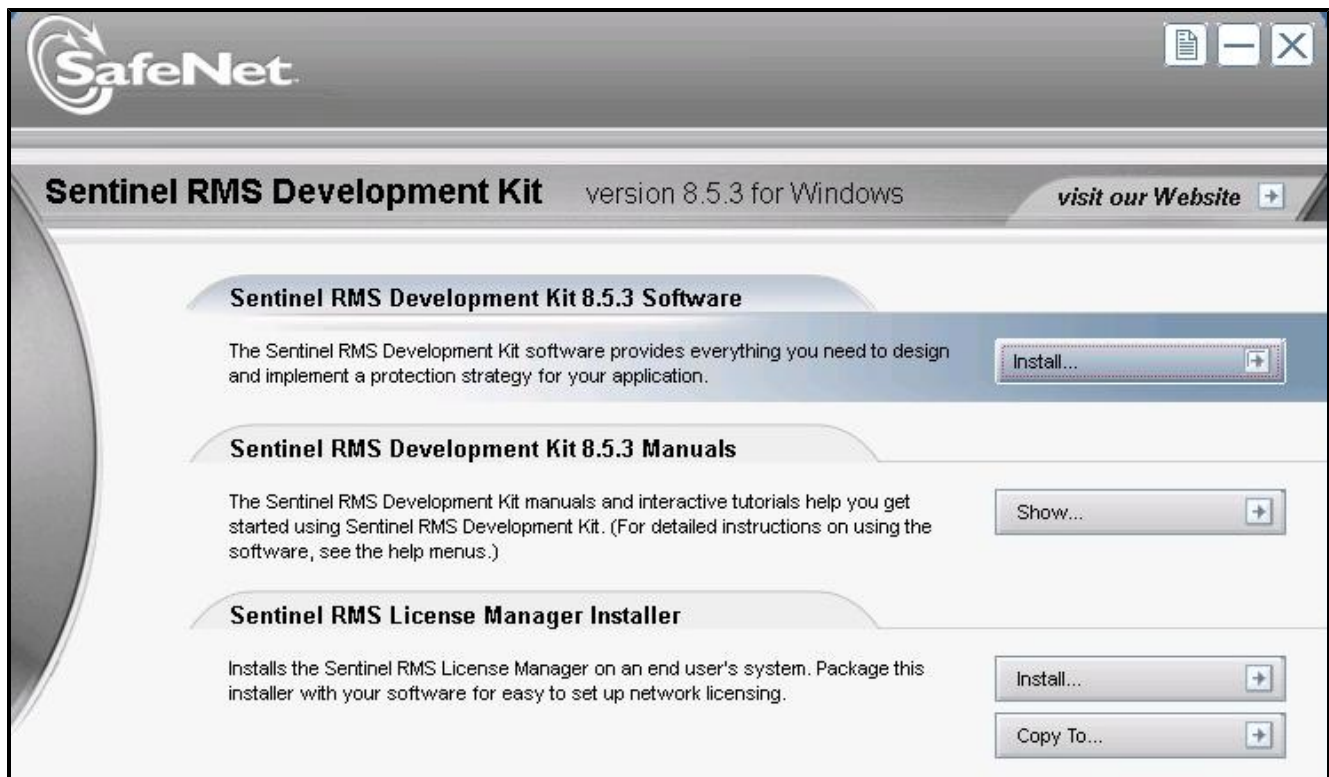 SafeNet
Sentinel RMS Development Kit version 8.5.3 for Windows
visit our Website
Sentinel RMS Development Kit 8.5.3 Software
The Sentinel RMS Development Kit software provides everything you need to design
and implement a protection strategy for your application.
Install...
Sentinel RMS Development Kit 8.5.3 Manuals
The Sentinel RMS Development Kit manuals and interactive tutorials help you get
started using Sentinel RMS Development Kit. (For detailed instructions on using the
software, see the help menus.)
Show...
Sentinel RMS License Manager Installer
Installs the Sentinel RMS License Manager on an end user's system. Package this
installer with your software for easy to set up network licensing.
Install...
Copy To...